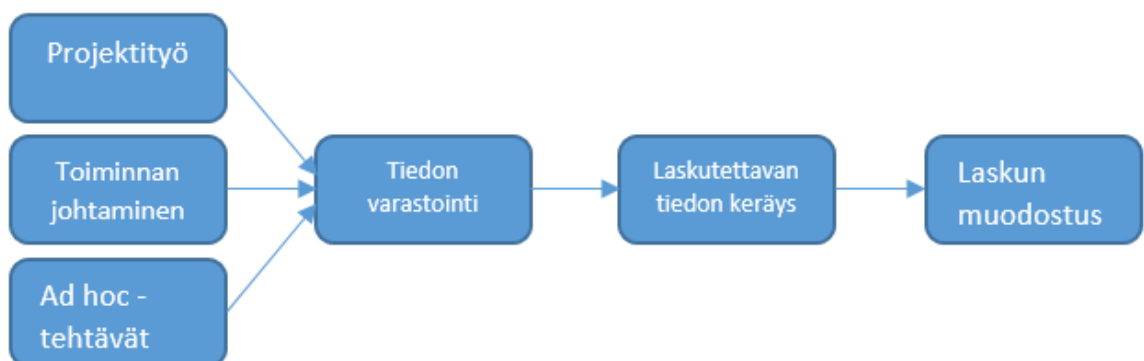 Projektityö
Toiminnan
johtaminen
Ad hoc -
tehtävät
Tiedon
varastointi
Laskutettavan
tiedon keräys
Laskun
muodostus